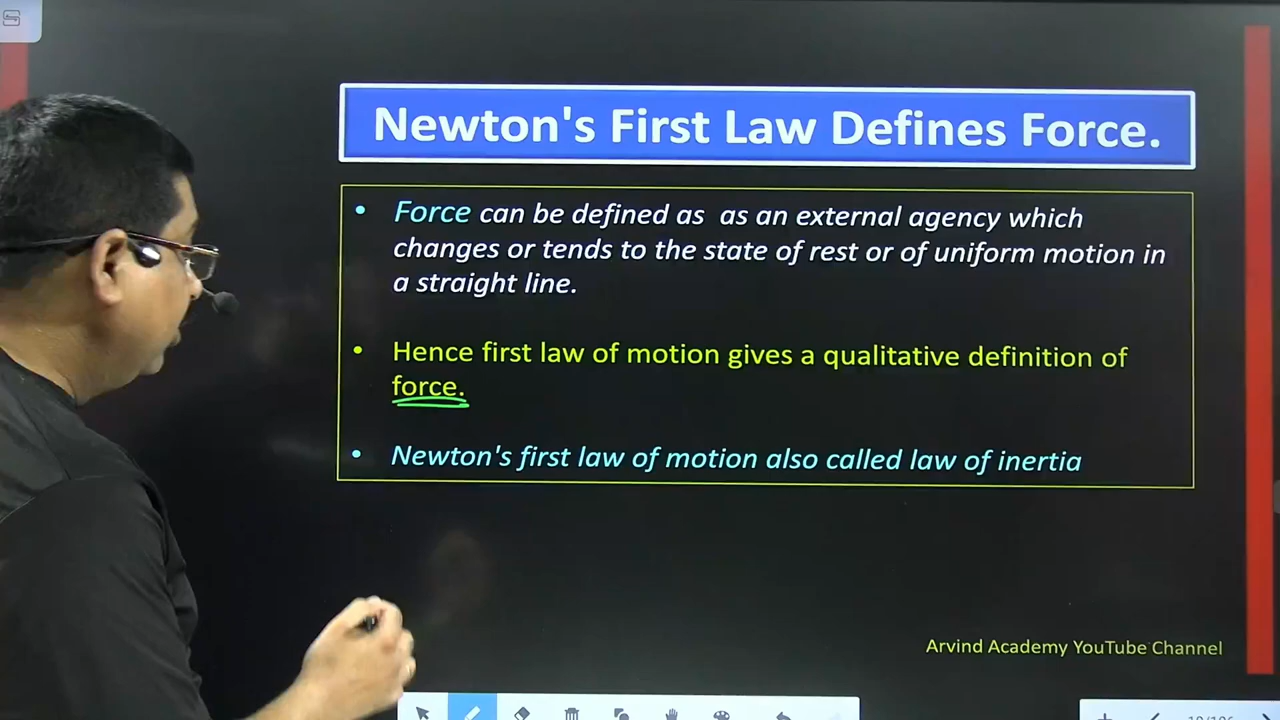 Newton's First Law Defines Force.
• Force can be defined as as an external agency which
changes or tends to the state of rest or of uniform motion in
a straight line.
• Hence first law of motion gives a qualitative definition of
force.
• Newton's first law of motion also called law of inertia
Arvind Academy YouTube Channel